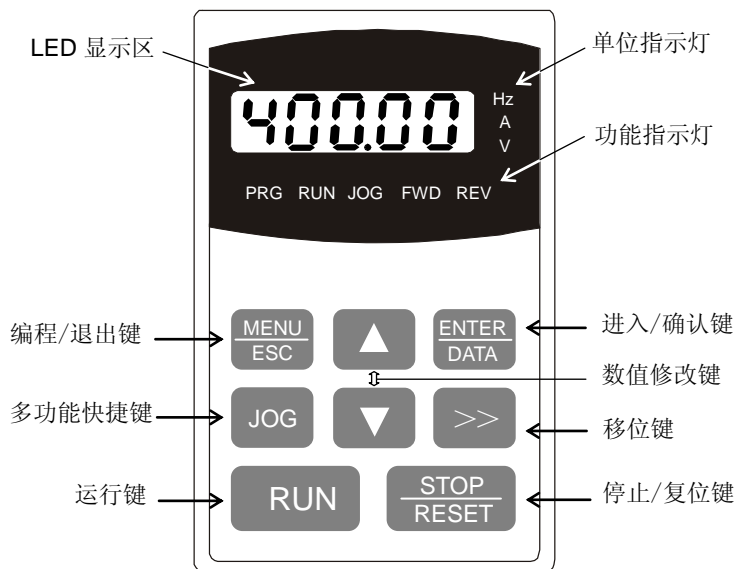 LED 显示区
单位指示灯
400.00
Hz
A
V
功能指示灯
PRG RUN JOG FWD REV
编程/退出键
MENU
ESC
ENTER
DATA
进入/确认键
数值修改键
多功能快捷键
JOG
>>
移位键
运行键
RUN
STOP
RESET
停止/复位键